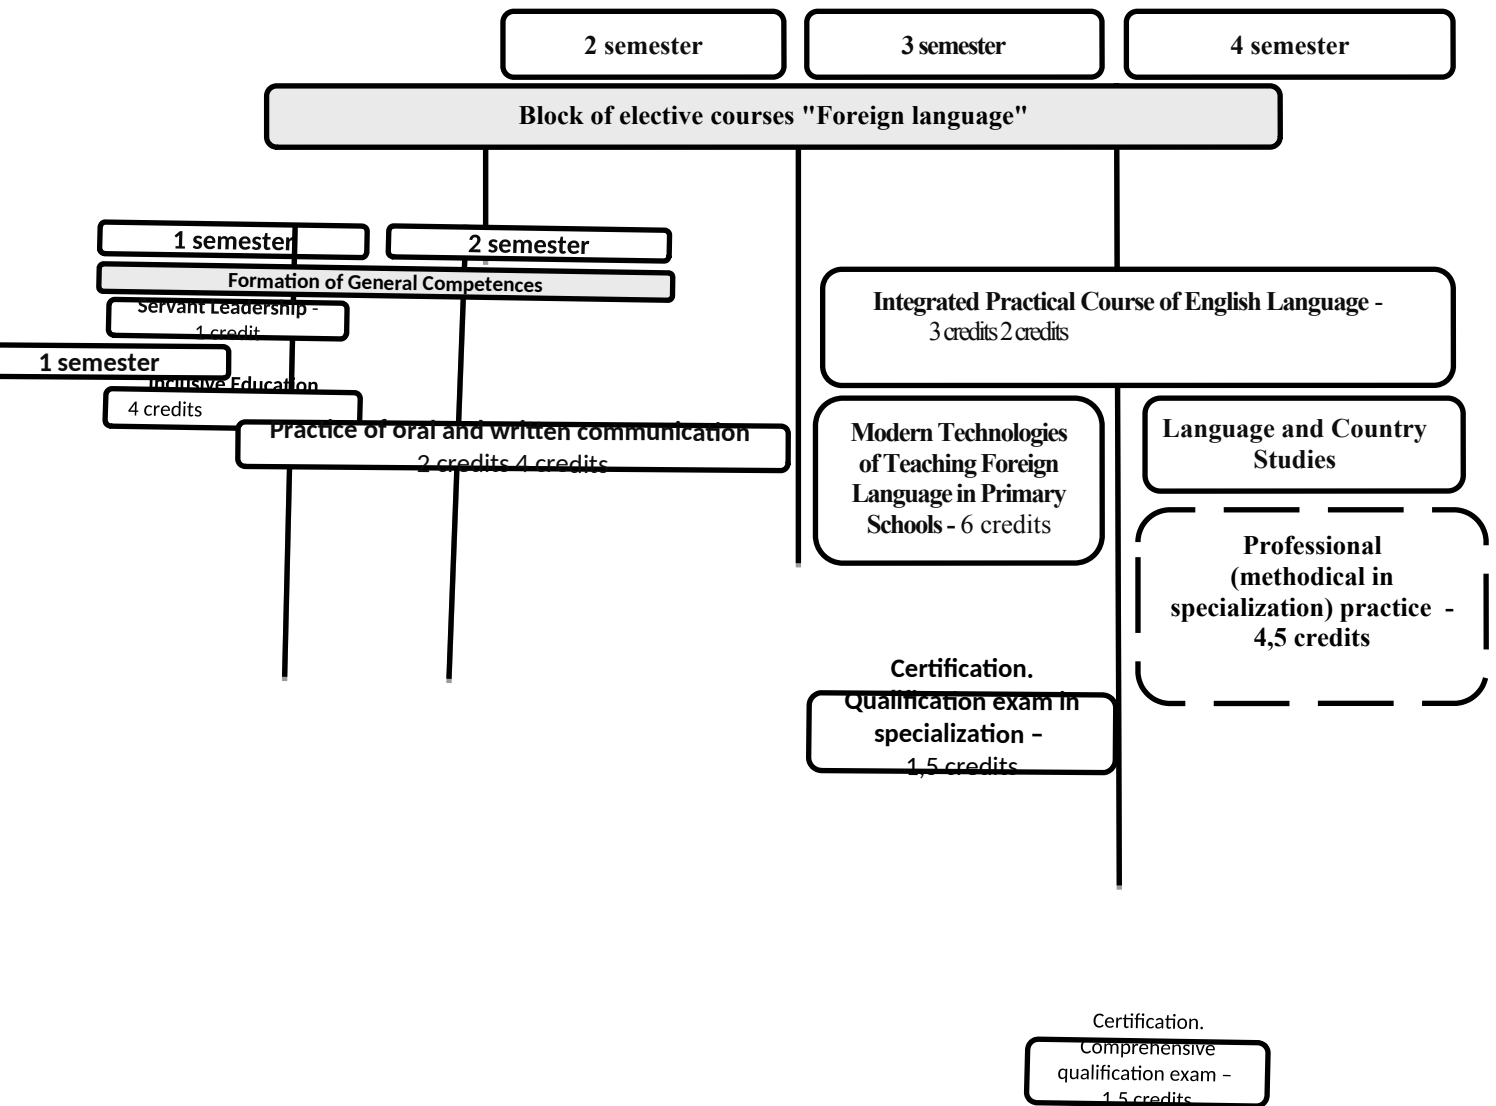 2 semester
3 semester
4 semester
Block of elective courses "Foreign language"
1 semester
2 semester
Formation of General Competences
Servant Leadership -
1 credit
1 semester
Inclusive Education
4 credits
Practice of oral and written communication
2 credits 4 credits
Integrated Practical Course of English Language -
3 credits 2 credits
Modern Technologies
of Teaching Foreign
Language in Primary
Schools - 6 credits
Language and Country
Studies
Professional
(methodical in
specialization) practice -
4,5 credits
Certification.
Qualification exam in
specialization –
1,5 credits
Certification.
Comprehensive
qualification exam –
1,5 credits